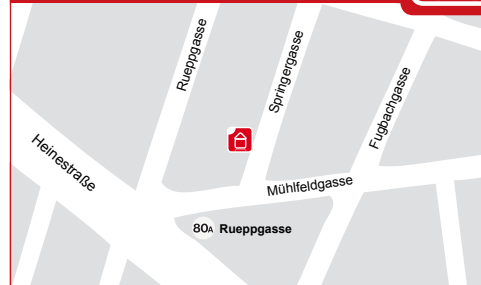 Rueppgasse
Springergasse
Fugbachgasse
Heinestraße
Mühlfeldgasse
80A Rueppgasse